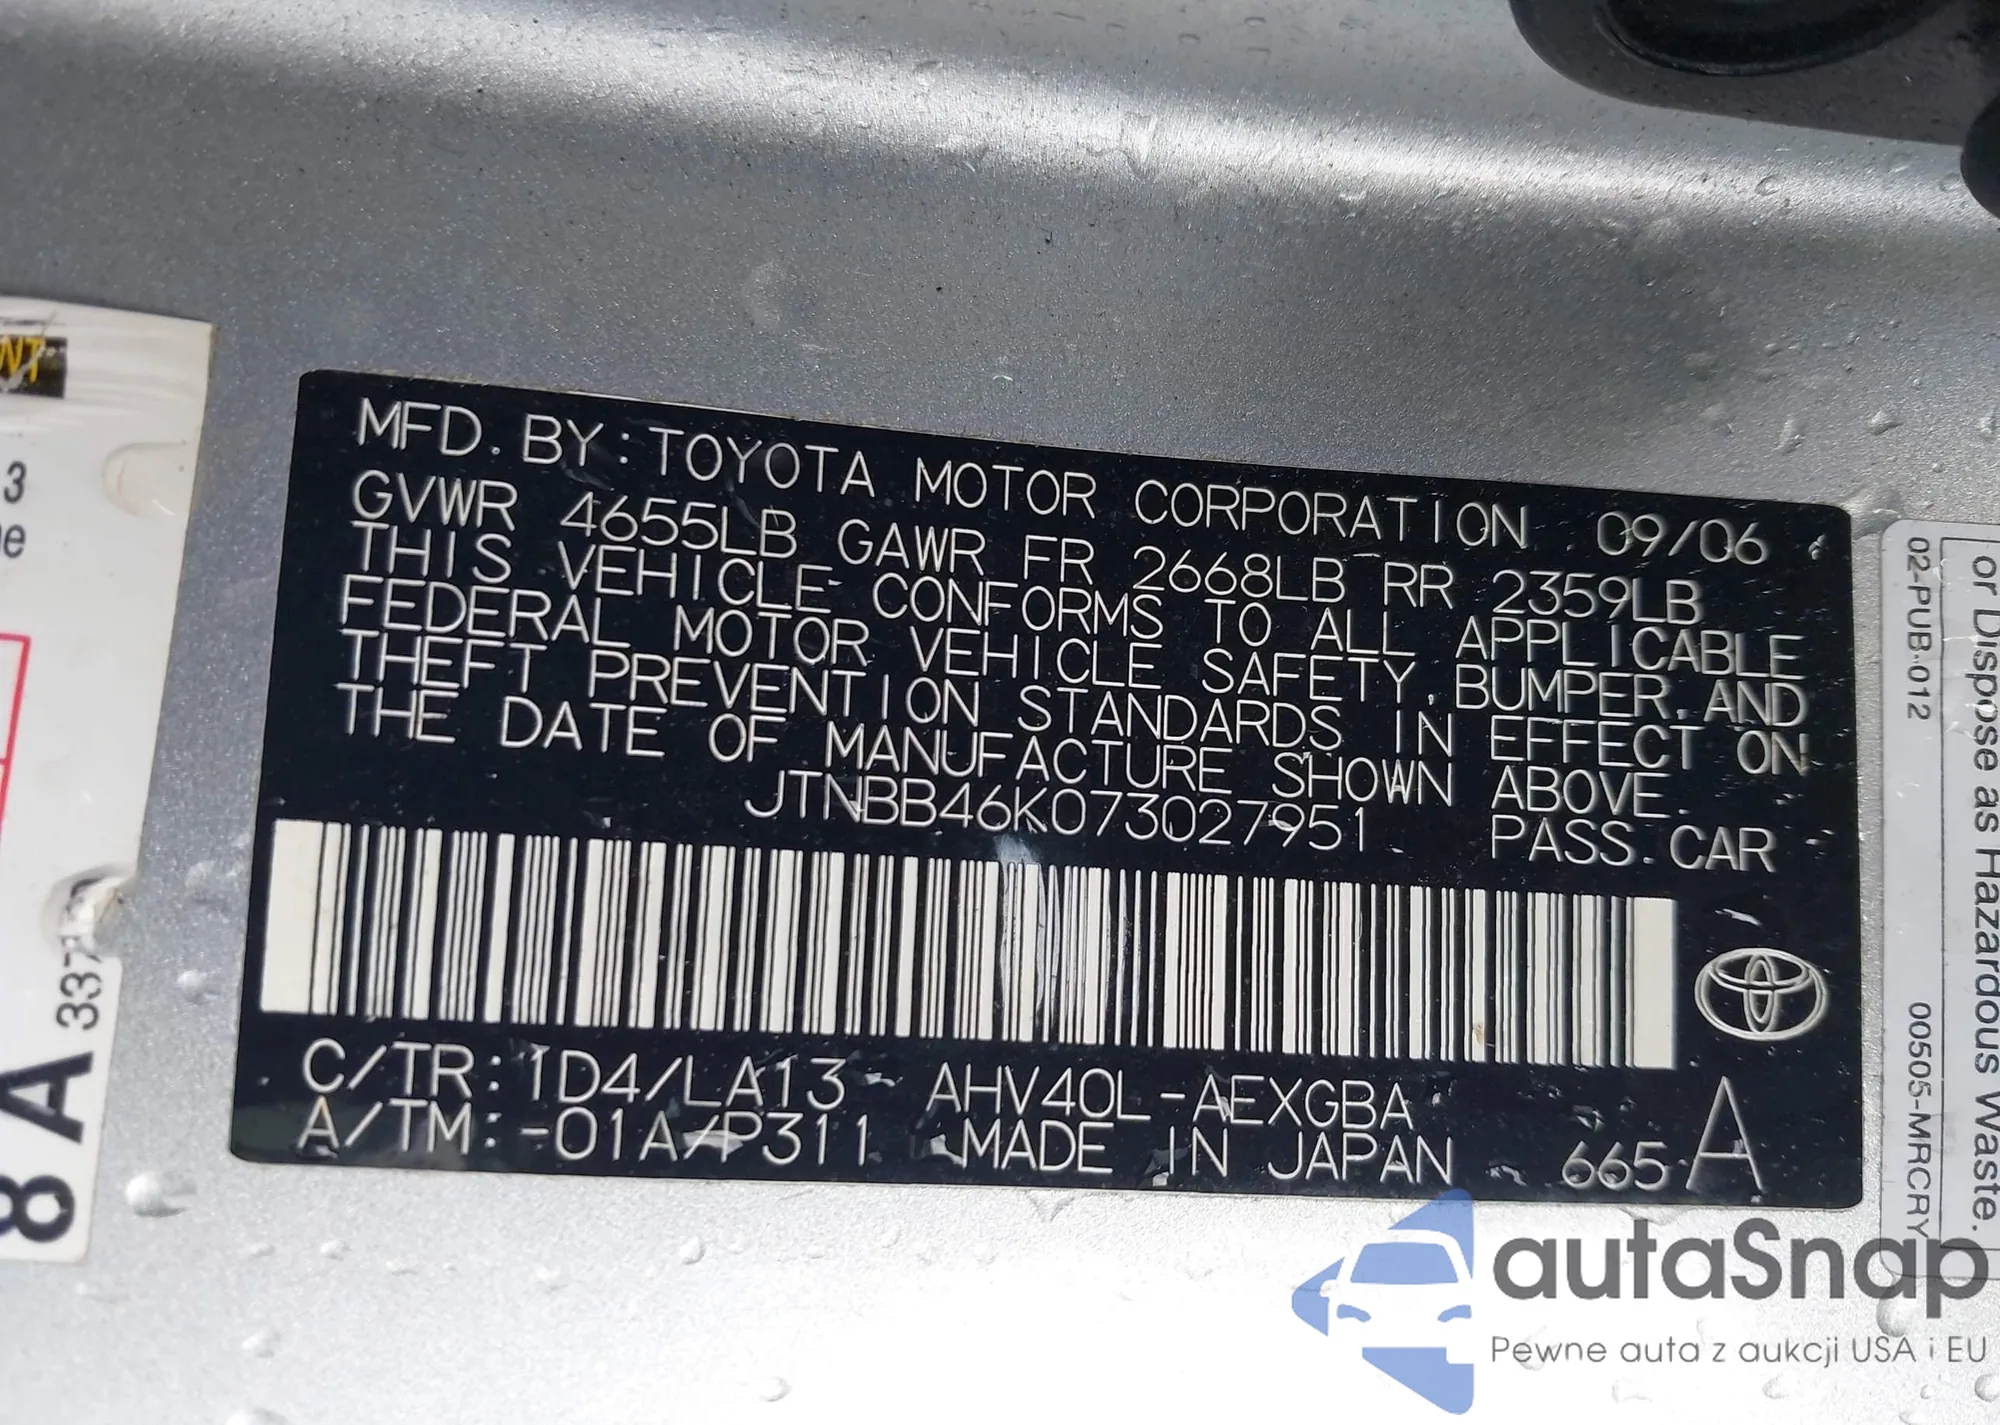 MFD. BY: TOYOTA MOTOR CORPORATION 09/06
GVWR 4655LB GAWR FR 2668LB RR 2359LB
THIS VEHICLE CONFORMS TO ALL APPLICABLE
FEDERAL MOTOR VEHICLE SAFETY, BUMPER, AND
THEFT PREVENTION STANDARDS IN EFFECT ON
THE DATE OF MANUFACTURE SHOWN ABOVE.
JTNBB46K073027951 PASS. CAR
C/TR: 1D4/LA13 AHV40L-AEXGBA
A/TM: -01A/P311 MADE IN JAPAN 665 A
3
8 A
or Dispose as Hazardous Waste.
02-PUB-012 00505-MRCRY
autaSnap
Pewne auta z aukcji USA i EU